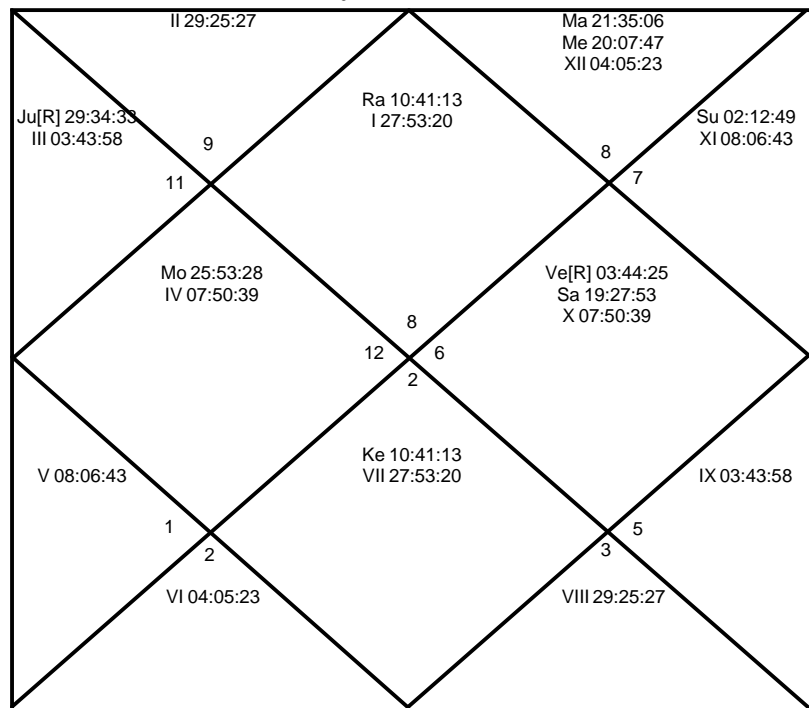 II 29:25:27
Ma 21:35:06
Me 20:07:47
XII 04:05:23
Ju[R] 29:34:33
III 03:43:58
Ra 10:41:13
I 27:53:20
Su 02:12:49
XI 08:06:43
9
8
11
7
Mo 25:53:28
IV 07:50:39
Ve[R] 03:44:25
Sa 19:27:53
X 07:50:39
8
12
6
2
V 08:06:43
Ke 10:41:13
VII 27:53:20
IX 03:43:58
1
5
2
3
VI 04:05:23
VIII 29:25:27